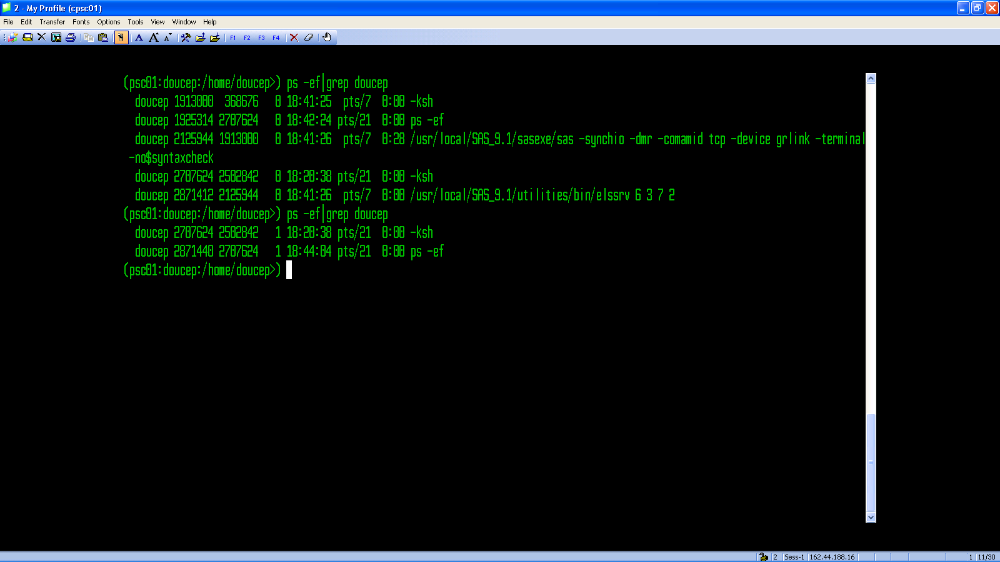 2 - My Profile (cpsc01)
File Edit Transfer Fonts Options Tools View Window Help
A A A F1 F2 F3 F4
(psc01:doucep:/home/doucep>) ps -ef|grep doucep
doucep 1913000 368676 0 18:41:25 pts/7 0:00 -ksh
doucep 1925314 2707624 0 18:42:24 pts/21 0:00 ps -ef
doucep 2125944 1913000 0 18:41:26 pts/7 0:28 /usr/local/SAS_9.1/sasexe/sas -synchio -dmr -comamid tcp -device grlink -terminal
-no$syntaxcheck
doucep 2707624 2502842 0 18:20:38 pts/21 0:00 -ksh
doucep 2871412 2125944 0 18:41:26 pts/7 0:00 /usr/local/SAS_9.1/utilities/bin/elssrv 6 3 7 2
(psc01:doucep:/home/doucep>) ps -ef|grep doucep
doucep 2707624 2502842 1 18:20:38 pts/21 0:00 -ksh
doucep 2871440 2707624 1 18:44:04 pts/21 0:00 ps -ef
(psc01:doucep:/home/doucep>)
2 Sess-1 162.44.188.16 1 11/30